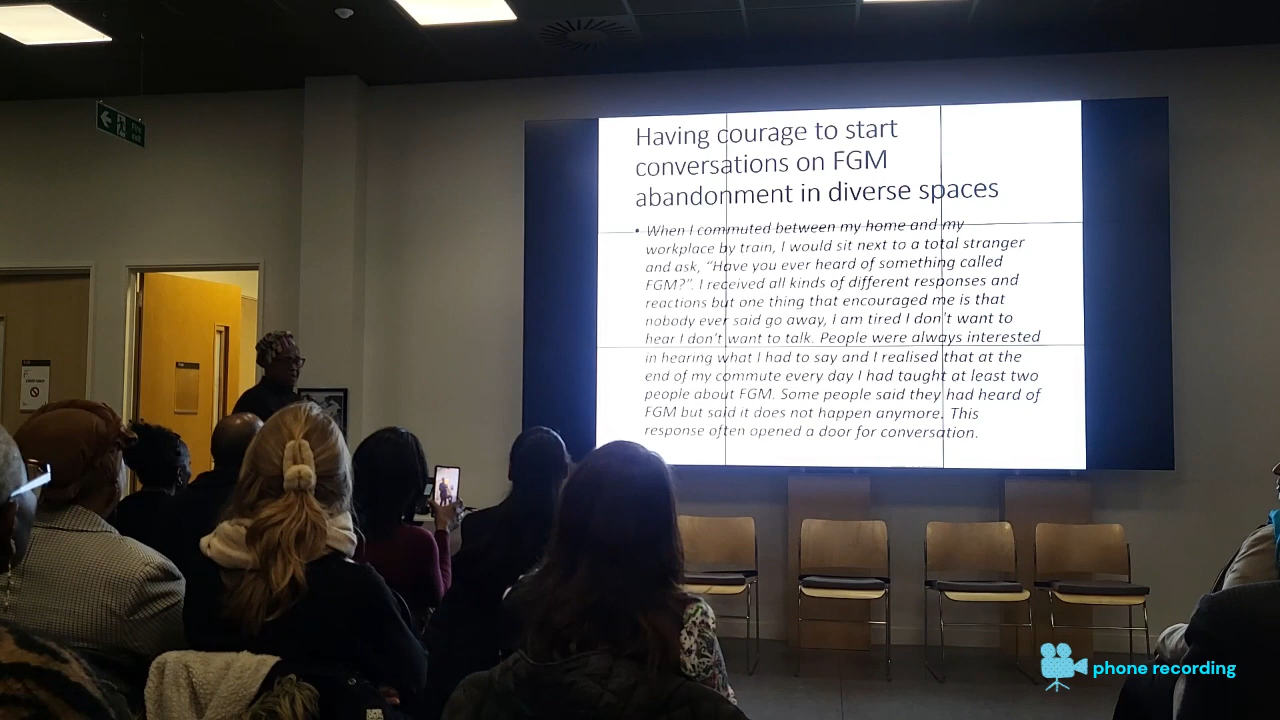 Having courage to start
conversations on FGM
abandonment in diverse spaces
• When I commuted between my home and my
workplace by train, I would sit next to a total stranger
and ask, “Have you ever heard of something called
FGM?”. I received all kinds of different responses and
reactions but one thing that encouraged me is that
nobody ever said go away, I am tired I don't want to
hear I don't want to talk. People were always interested
in hearing what I had to say and I realised that at the
end of my commute every day I had taught at least two
people about FGM. Some people said they had heard of
FGM but said it does not happen anymore. This
response often opened a door for conversation.
phone recording